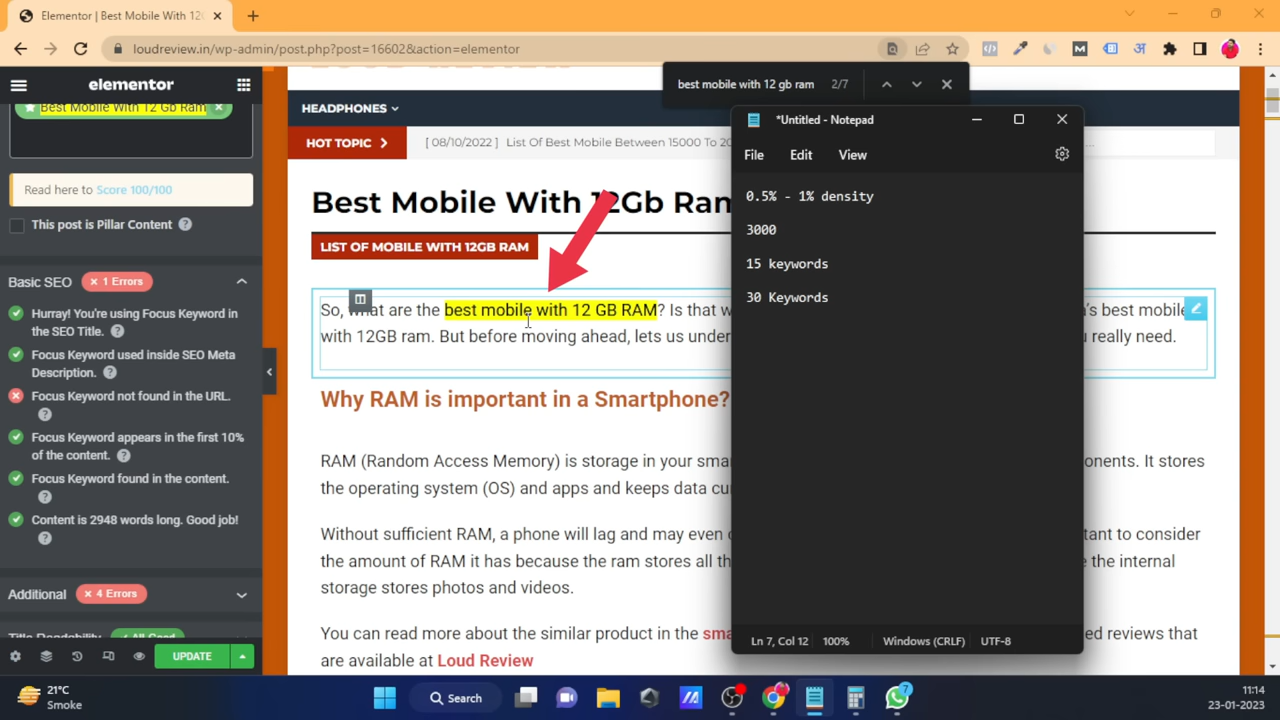 Elementor | Best Mobile With 12G
loudreview.in/wp-admin/post.php?post=16602&action=elementor
elementor
Best Mobile With 12 Gb Ram
Read here to Score 100/100
This post is Pillar Content
Basic SEO
1 Errors
Hurray! You're using Focus Keyword in
the SEO Title.
Focus Keyword used inside SEO Meta
Description.
Focus Keyword not found in the URL.
Focus Keyword appears in the first 10%
of the content.
Focus Keyword found in the content.
Content is 2948 words long. Good job!
Additional
4 Errors
Title Readability
All Good
UPDATE
best mobile with 12 gb ram 2/7
HEADPHONES
HOT TOPIC
[ 08/10/2022 ] List Of Best Mobile Between 15000 To 20
Best Mobile With 12Gb Ram
LIST OF MOBILE WITH 12GB RAM
So, what are the best mobile with 12 GB RAM? Is that w
's best mobile
with 12GB ram. But before moving ahead, lets us under
u really need.
Why RAM is important in a Smartphone?
RAM (Random Access Memory) is storage in your sma
onents. It stores
the operating system (OS) and apps and keeps data cu
Without sufficient RAM, a phone will lag and may even c
tant to consider
the amount of RAM it has because the ram stores all th
e the internal
storage stores photos and videos.
You can read more about the similar product in the sma
ed reviews that
are available at Loud Review
*Untitled - Notepad
File Edit View
0.5% - 1% density
3000
15 keywords
30 Keywords
Ln 7, Col 12 100% Windows (CRLF) UTF-8
21°C
Smoke
Search
7
11:14
23-01-2023